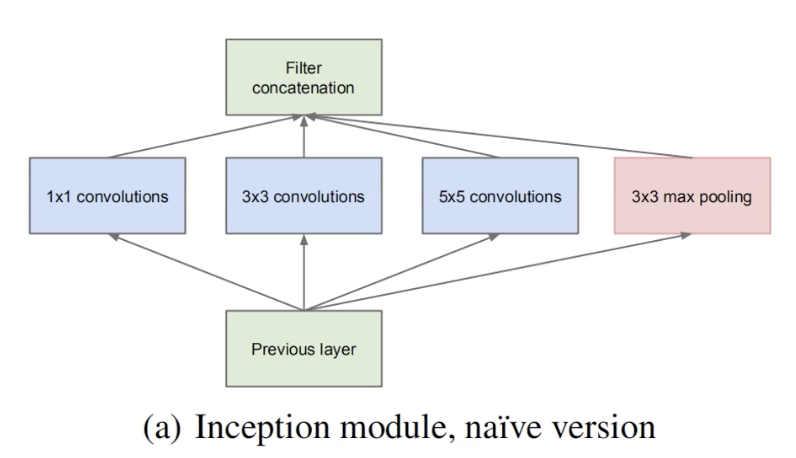 Filter
concatenation
1x1 convolutions
3x3 convolutions
5x5 convolutions
3x3 max pooling
Previous layer
(a) Inception module, naïve version